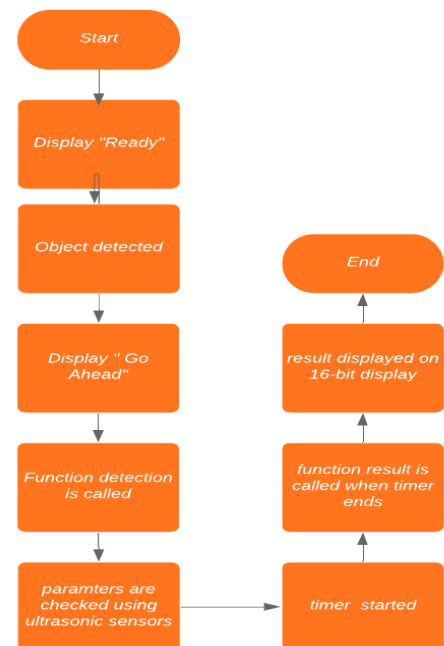 Start
Display "Ready"
Object detected
Display " Go
Ahead"
Function detection
is called
paramters are
checked using
ultrasonic sensors
timer started
function result is
called when timer
ends
result displayed on
16-bit display
End